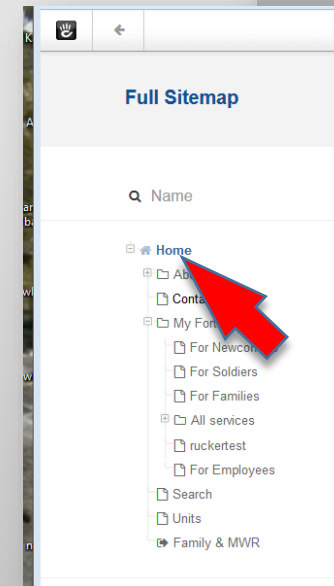 Full Sitemap
Name
Home
My
For
For Soldiers
For Families
All services
ruckertest
For Employees
Search
Units
Family & MWR